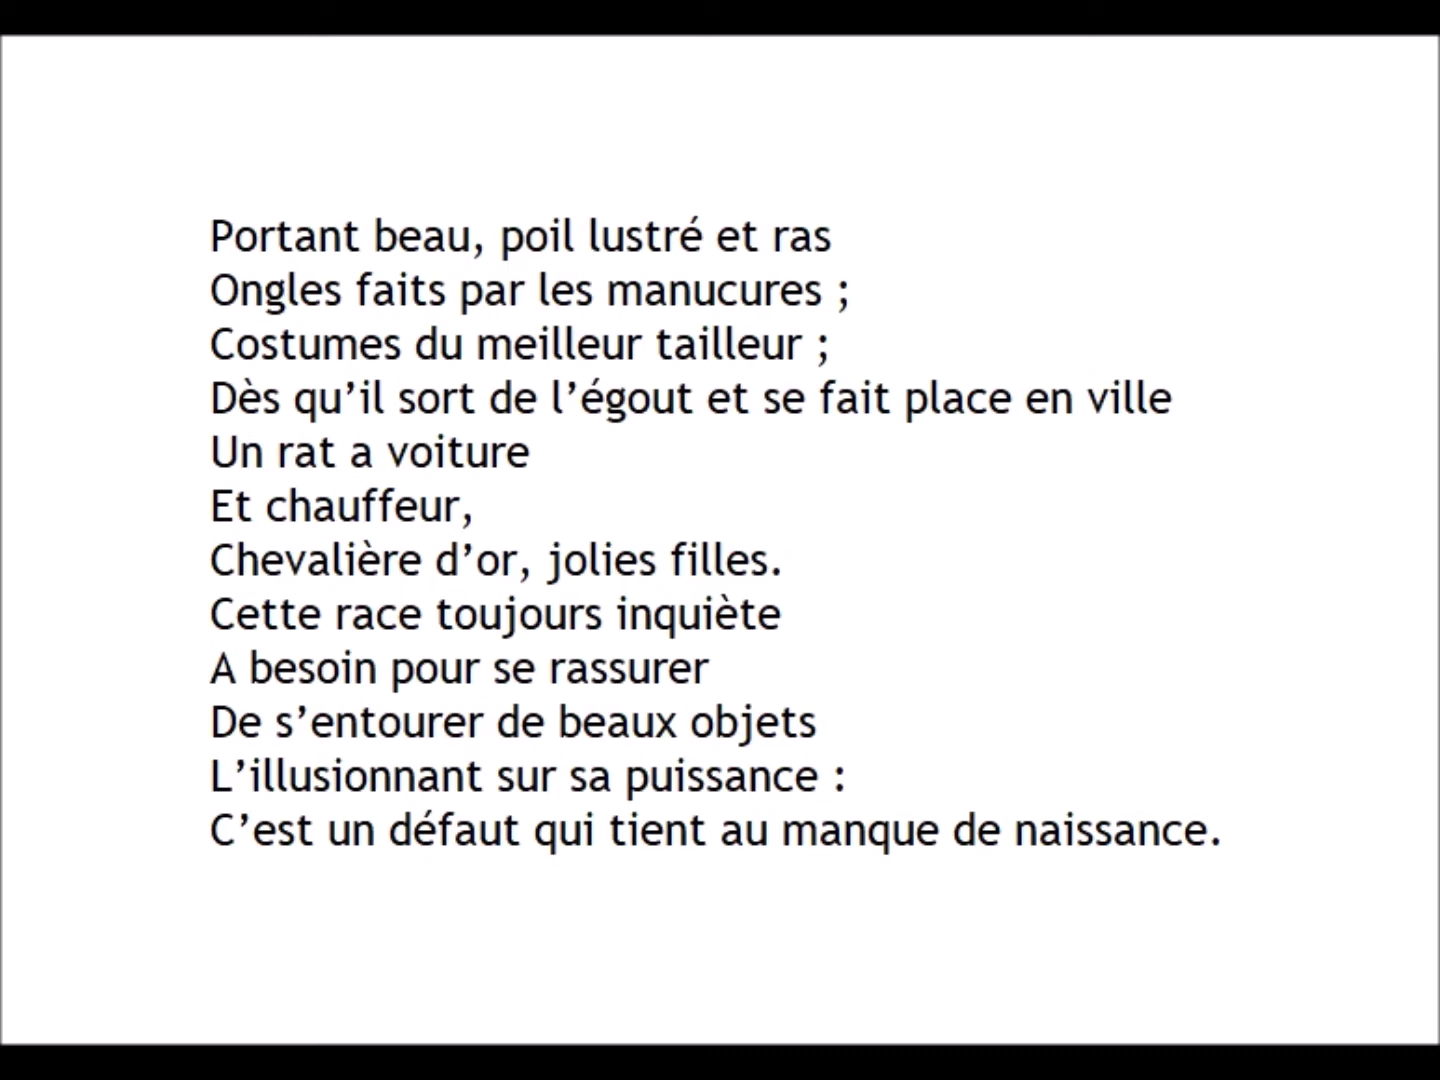 Portant beau, poil lustré et ras
Ongles faits par les manucures ;
Costumes du meilleur tailleur ;
Dès qu’il sort de l’égout et se fait place en ville
Un rat a voiture
Et chauffeur,
Chevalière d’or, jolies filles.
Cette race toujours inquiète
A besoin pour se rassurer
De s’entourer de beaux objets
L’illusionnant sur sa puissance :
C’est un défaut qui tient au manque de naissance.